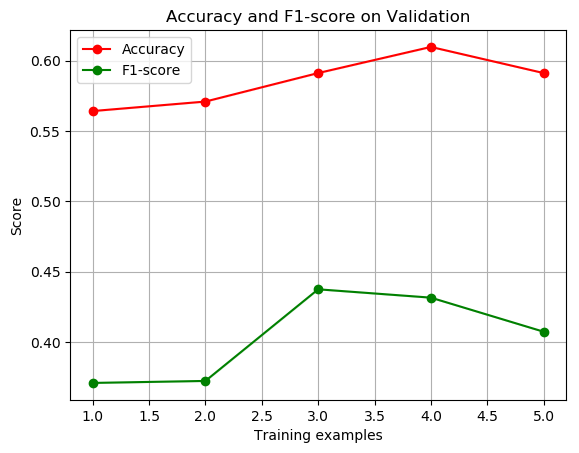 Accuracy and F1-score on Validation
Accuracy
F1-score
0.60
0.55
0.50
0.45
0.40
Score
1.0 1.5 2.0 2.5 3.0 3.5 4.0 4.5 5.0
Training examples